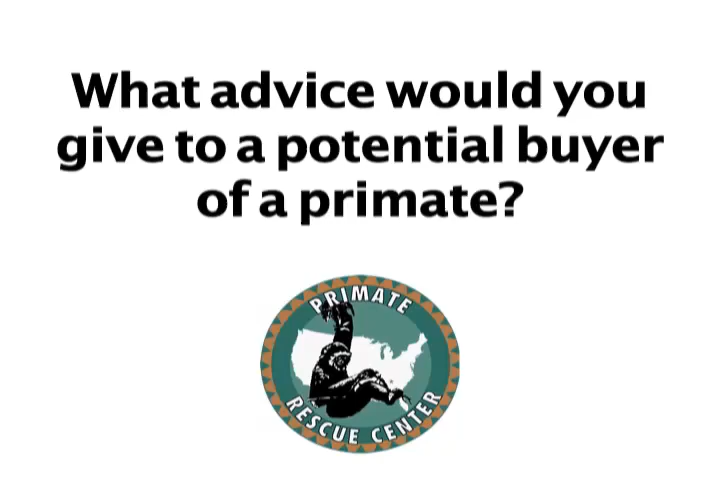 What advice would you
give to a potential buyer
of a primate?
PRIMATE
RESCUE CENTER